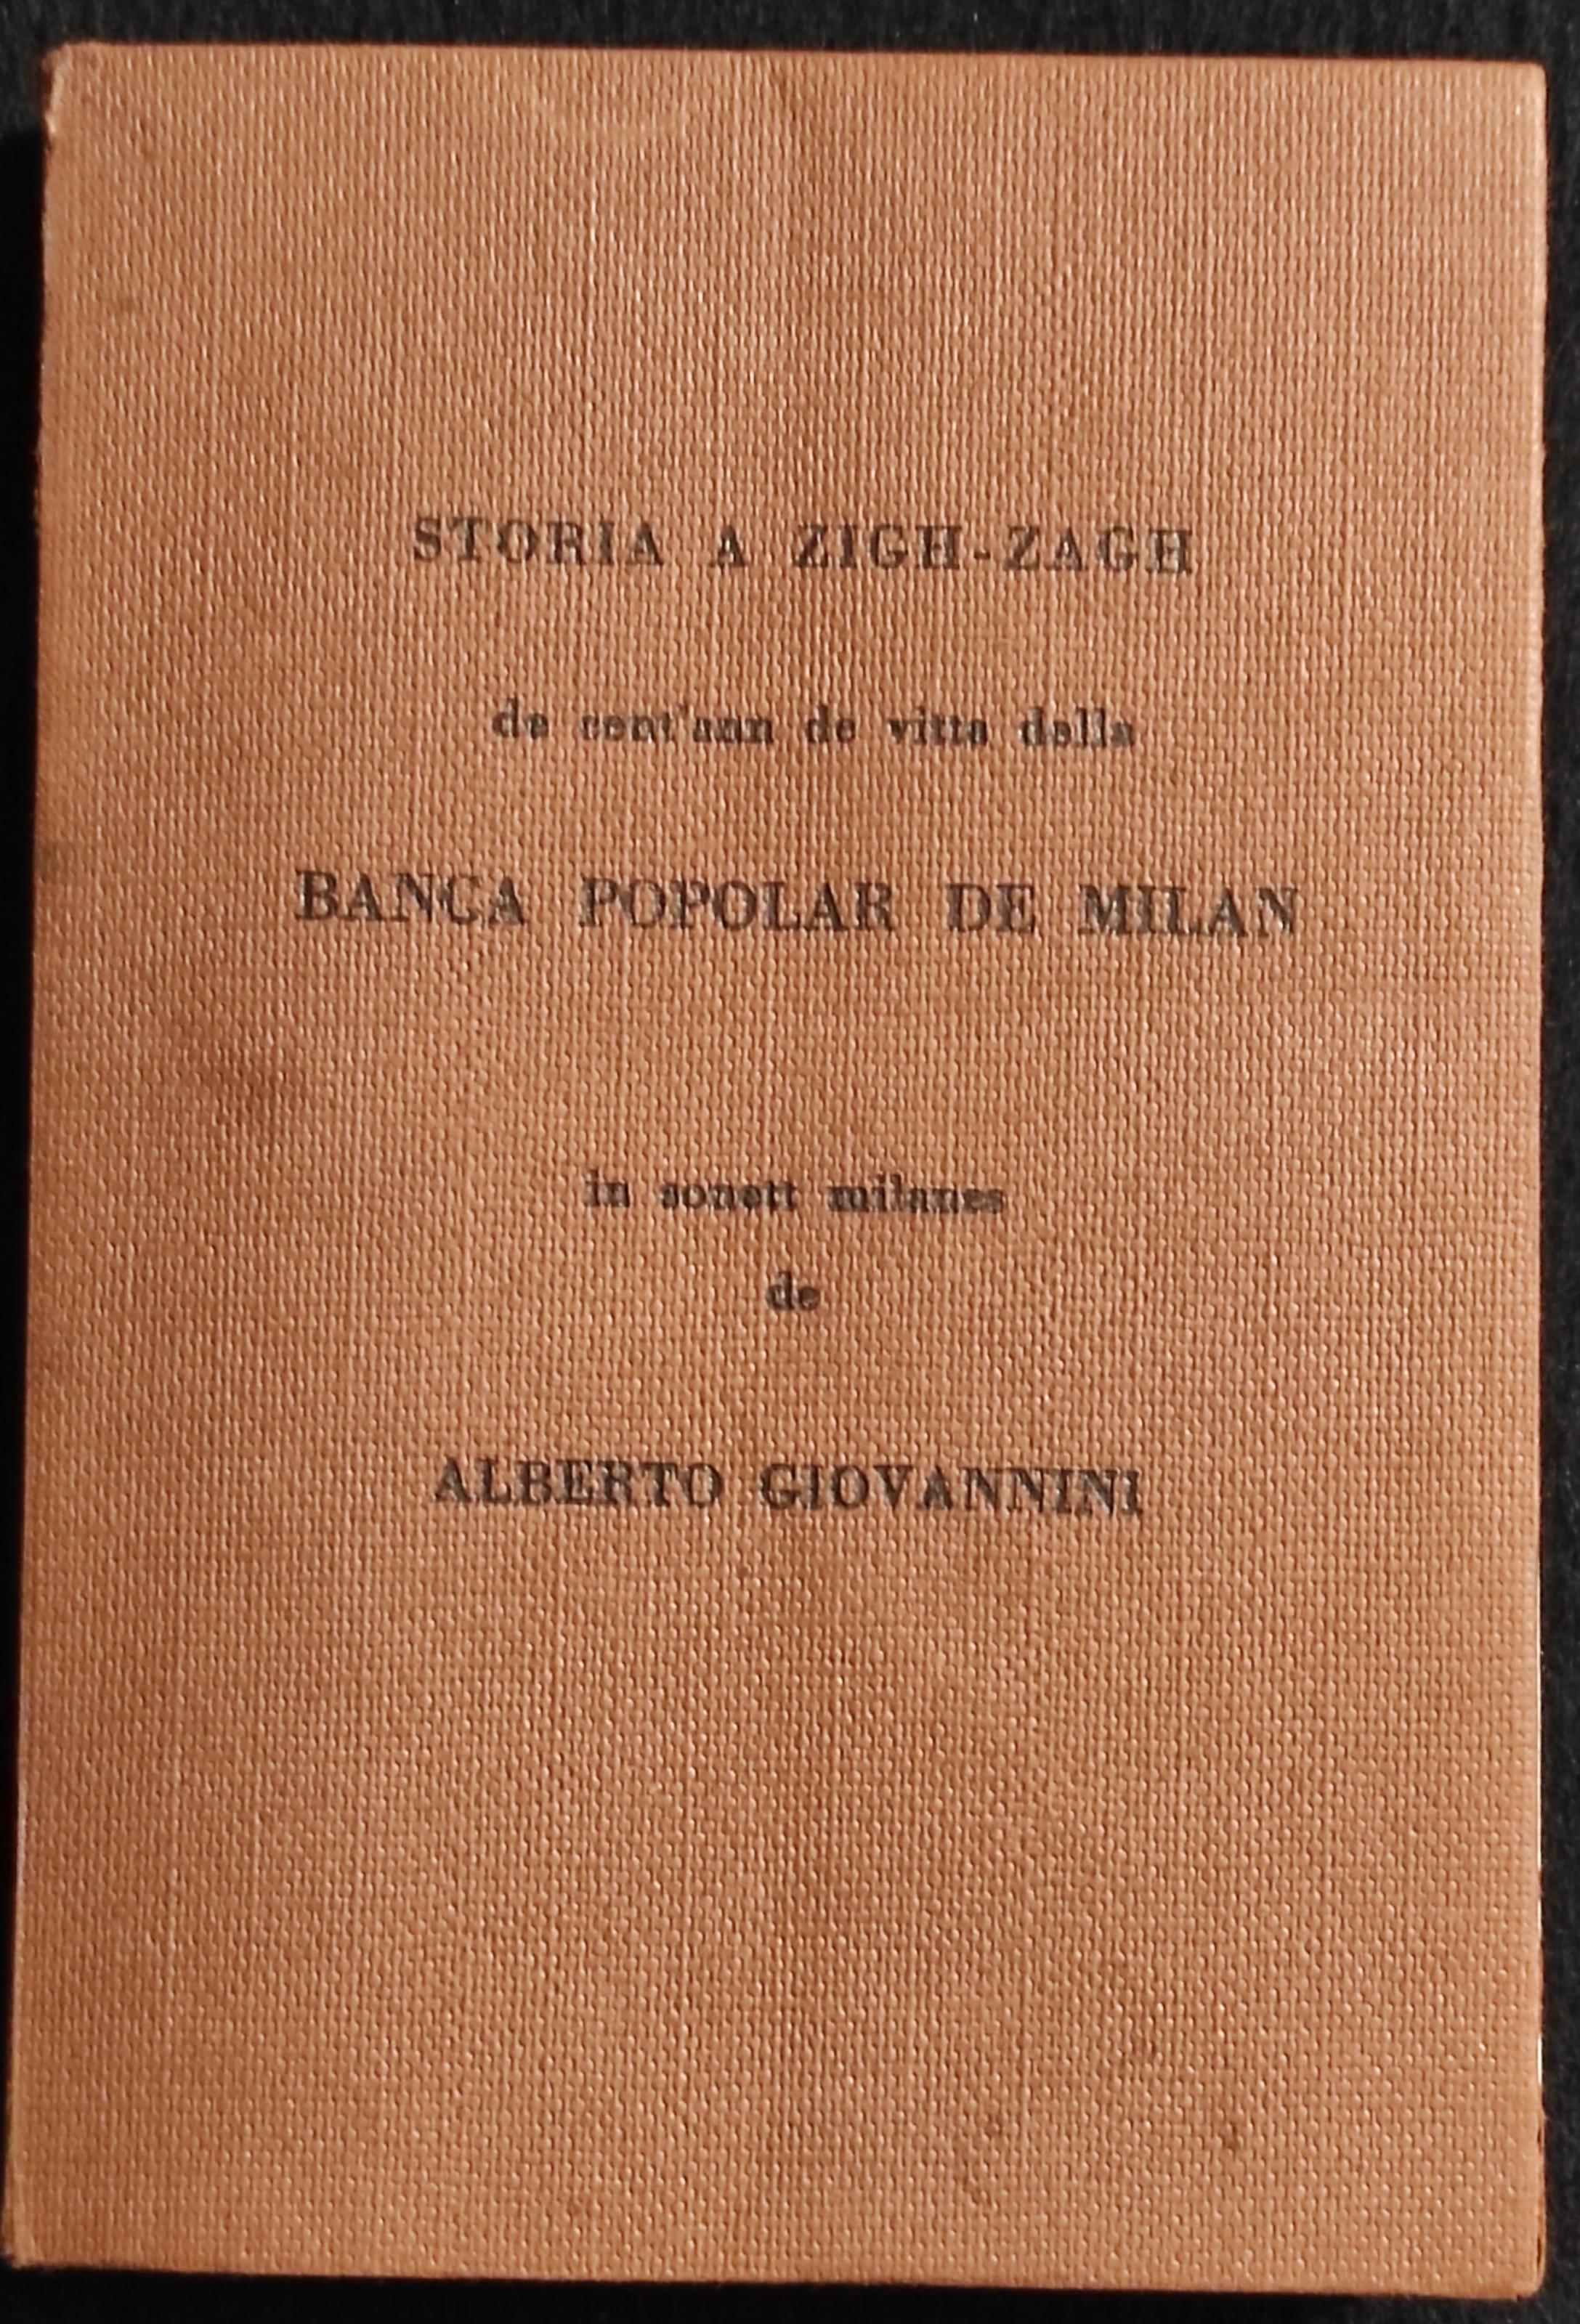 STORIA A ZIGH-ZAGH
de cent'ann de vitta della
BANCA POPOLAR DE MILAN
in sonett milanes
de
ALBERTO GIOVANNINI